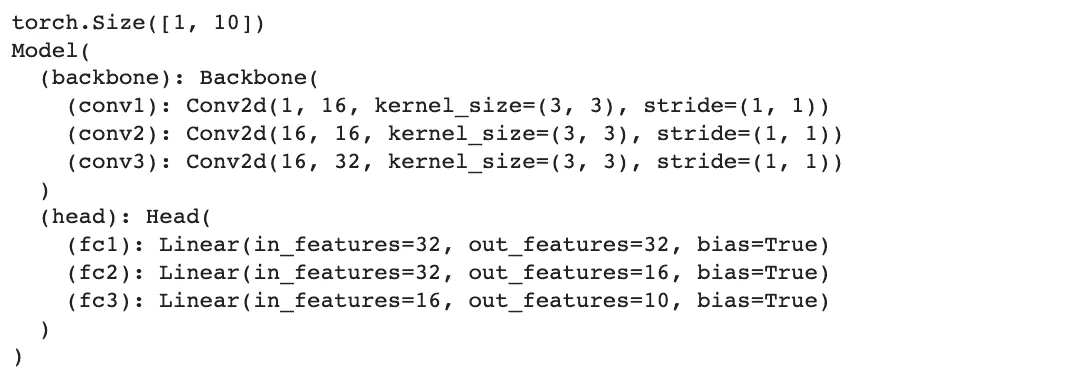 torch.Size([1, 10])
Model(
  (backbone): Backbone(
    (conv1): Conv2d(1, 16, kernel_size=(3, 3), stride=(1, 1))
    (conv2): Conv2d(16, 16, kernel_size=(3, 3), stride=(1, 1))
    (conv3): Conv2d(16, 32, kernel_size=(3, 3), stride=(1, 1))
  )
  (head): Head(
    (fc1): Linear(in_features=32, out_features=32, bias=True)
    (fc2): Linear(in_features=32, out_features=16, bias=True)
    (fc3): Linear(in_features=16, out_features=10, bias=True)
  )
)